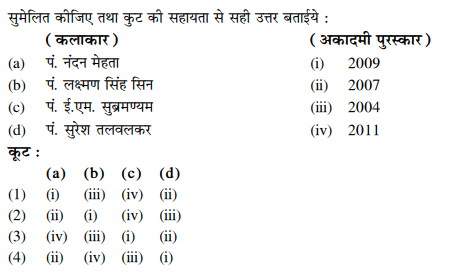 सुमेलित कीजिए तथा कुट की सहायता से सही उत्तर बताईये :
( कलाकार ) ( अकादमी पुरस्कार )
(a) पं. नंदन मेहता (i) 2009
(b) पं. लक्ष्मण सिंह सिन (ii) 2007
(c) पं. ई.एम. सुब्रमण्यम (iii) 2004
(d) पं. सुरेश तलवलकर (iv) 2011
कूट :
(a) (b) (c) (d)
(1) (i) (iii) (iv) (ii)
(2) (ii) (i) (iv) (iii)
(3) (iv) (iii) (i) (ii)
(4) (ii) (iv) (iii) (i)